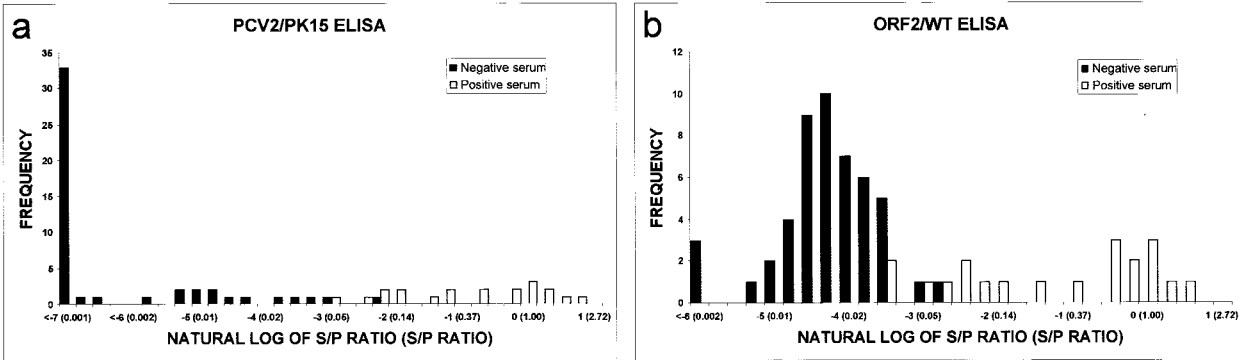 a
PCV2/PK15 ELISA
35
30
25
20
15
10
5
0
FREQUENCY
Negative serum
Positive serum
<-7 (0.001) <-6 (0.002) -5 (0.01) -4 (0.02) -3 (0.05) -2 (0.14) -1 (0.37) 0 (1.00) 1 (2.72)
NATURAL LOG OF S/P RATIO (S/P RATIO)
b
ORF2/WT ELISA
12
10
8
6
4
2
0
FREQUENCY
Negative serum
Positive serum
<-6 (0.002) -5 (0.01) -4 (0.02) -3 (0.05) -2 (0.14) -1 (0.37) 0 (1.00) 1 (2.72)
NATURAL LOG OF S/P RATIO (S/P RATIO)